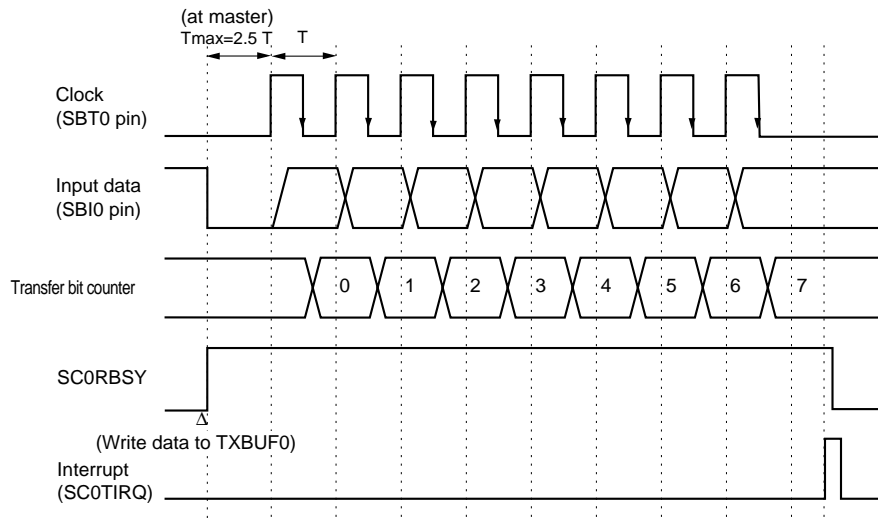 (at master)
Tmax=2.5 T
T
Clock
(SBT0 pin)
Input data
(SBI0 pin)
Transfer bit counter
0 1 2 3 4 5 6 7
SC0RBSY
Δ
(Write data to TXBUF0)
Interrupt
(SC0TIRQ)